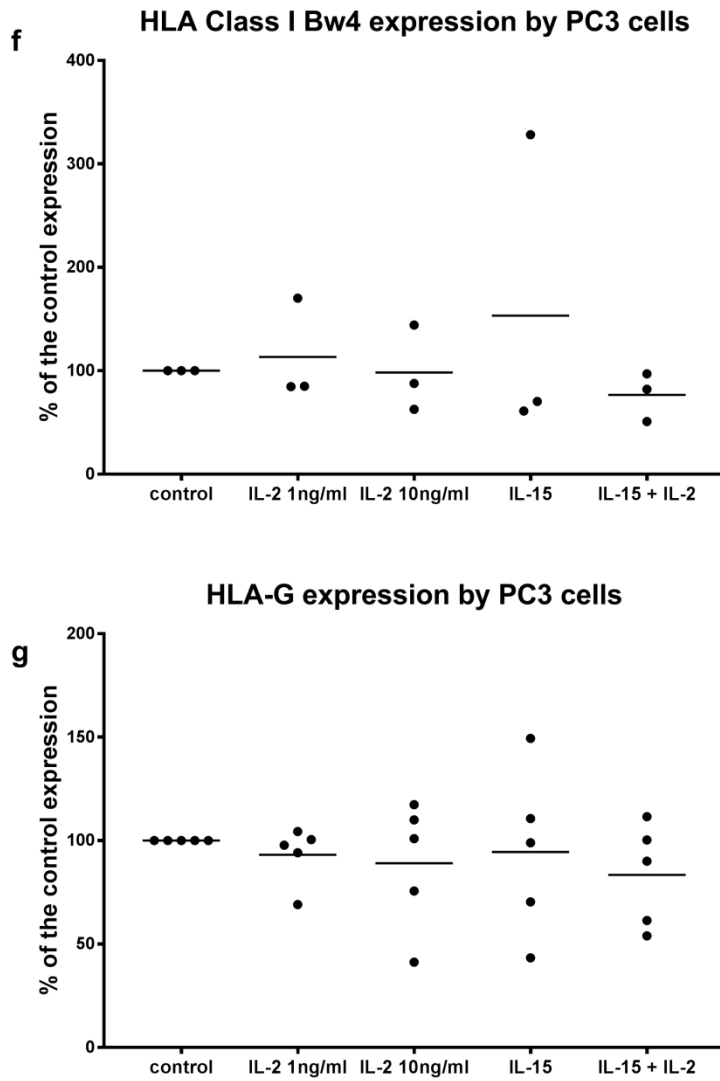 f
HLA Class I Bw4 expression by PC3 cells
400
300
200
100
0
% of the control expression
control IL-2 1ng/ml IL-2 10ng/ml IL-15 IL-15 + IL-2
g
HLA-G expression by PC3 cells
200
150
100
50
0
% of the control expression
control IL-2 1ng/ml IL-2 10ng/ml IL-15 IL-15 + IL-2